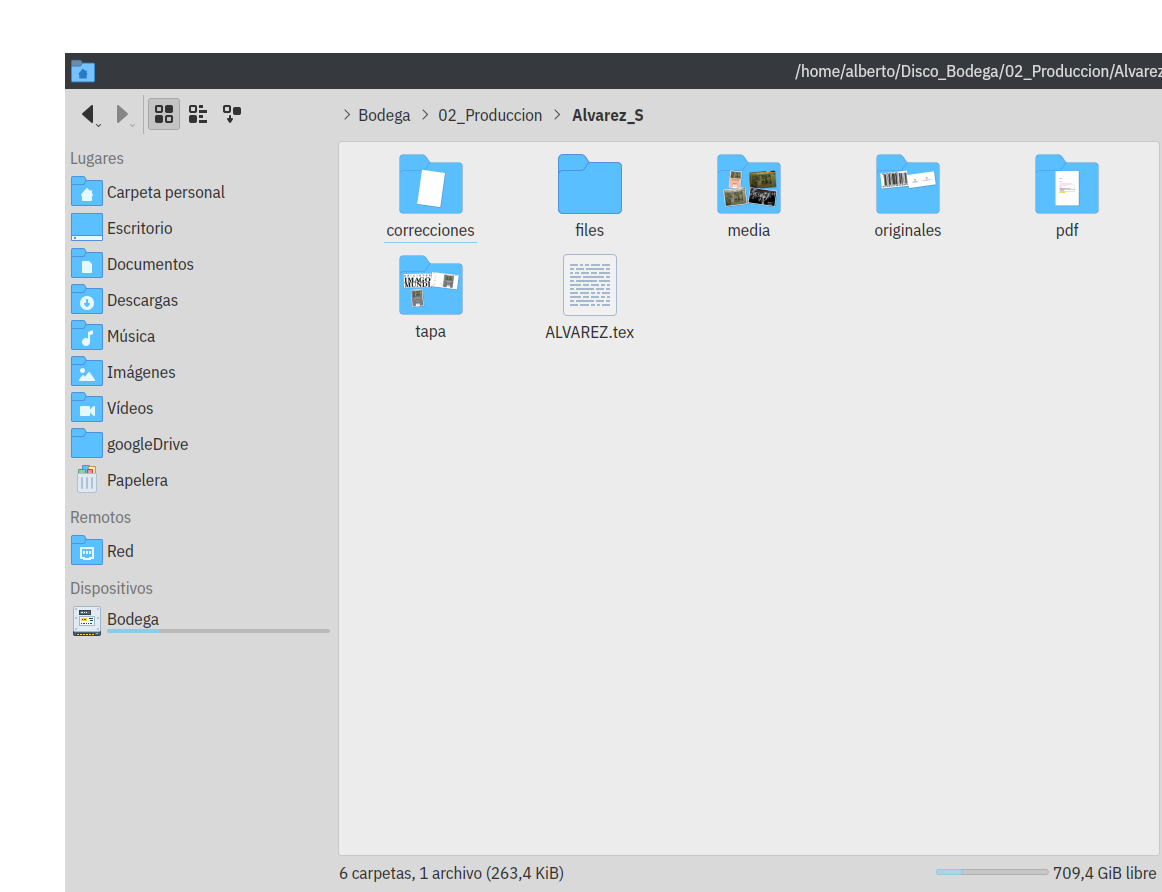 /home/alberto/Disco_Bodega/02_Produccion/Alvarez
Bodega
02_Produccion
Alvarez_S
Lugares
Carpeta personal
Escritorio
Documentos
Descargas
Música
Imágenes
Vídeos
googleDrive
Papelera
Remotos
Red
Dispositivos
Bodega
correcciones
files
media
originales
pdf
IMAGO
MUNDI
tapa
ALVAREZ.tex
6 carpetas, 1 archivo (263,4 KiB)
709,4 GiB libre